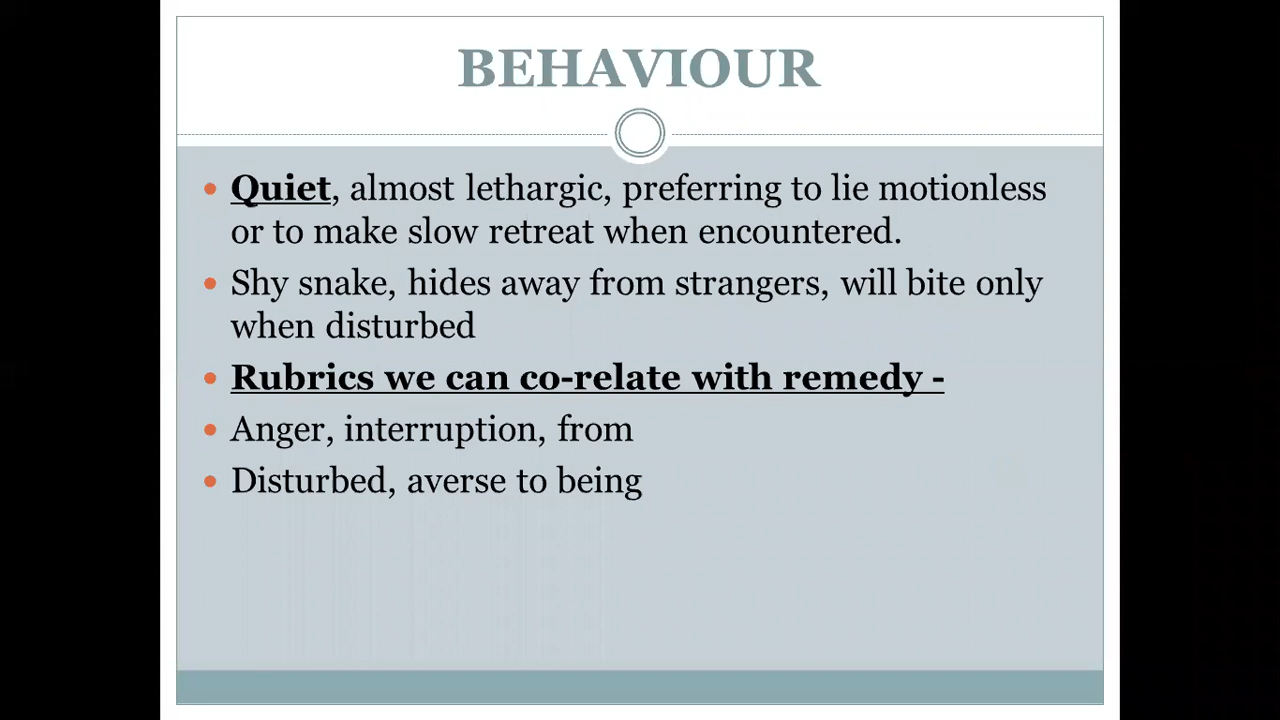 BEHAVIOUR
• Quiet, almost lethargic, preferring to lie motionless
or to make slow retreat when encountered.
• Shy snake, hides away from strangers, will bite only
when disturbed
• Rubrics we can co-relate with remedy -
• Anger, interruption, from
• Disturbed, averse to being